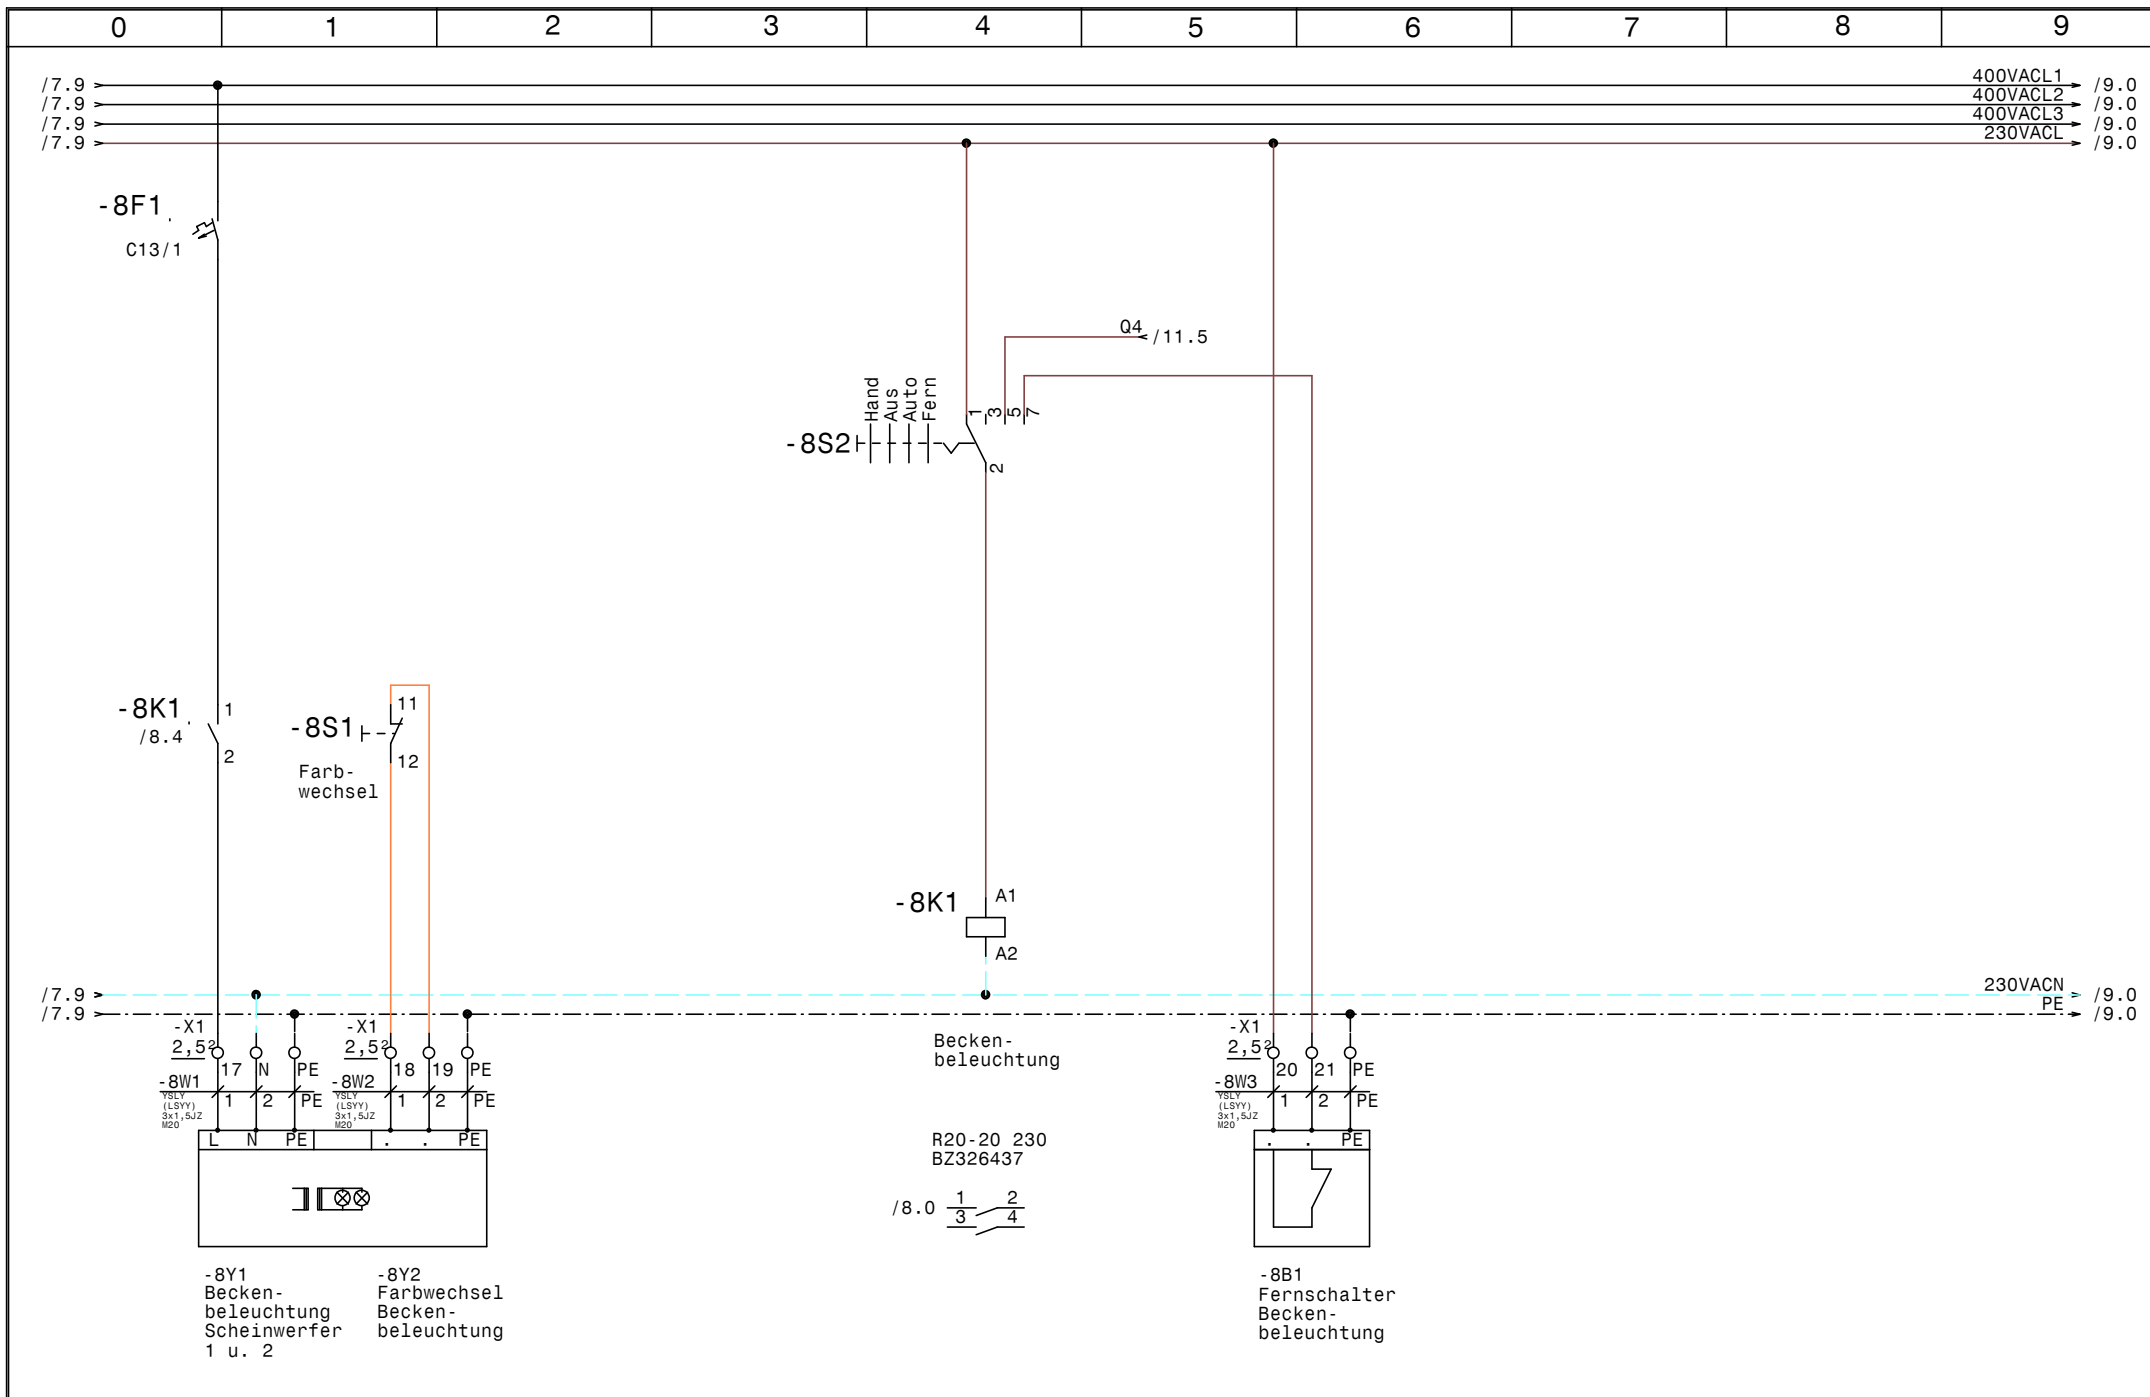 0 1 2 3 4 5 6 7 8 9
/7.9 400VACL1 /9.0
/7.9 400VACL2 /9.0
/7.9 400VACL3 /9.0
/7.9 230VACL /9.0
-8F1
C13/1
Q4 /11.5
Hand
Aus
Auto
Fern
1 3 5 7
-8S2
2
-8K1 1
/8.4
2
11
-8S1
12
Farb-
wechsel
-8K1 A1
A2
/7.9 230VACN /9.0
/7.9 PE /9.0
-X1
2,5²
17 N PE
-8W1
YSLY
(LSYY)
3x1,5JZ
M20
1 2 PE
L N PE
-X1
2,5²
18 19 PE
-8W2
YSLY
(LSYY)
3x1,5JZ
M20
1 2 PE
. . PE
Becken-
beleuchtung
R20-20 230
BZ326437
/8.0 1 2
3 4
-X1
2,5²
20 21 PE
-8W3
YSLY
(LSYY)
3x1,5JZ
M20
1 2 PE
. . PE
-8Y1
Becken-
beleuchtung
Scheinwerfer
1 u. 2
-8Y2
Farbwechsel
Becken-
beleuchtung
-8B1
Fernschalter
Becken-
beleuchtung